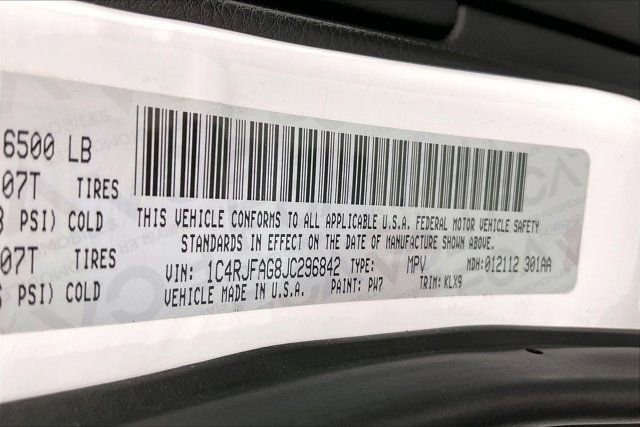 6500 LB
07T TIRES
PSI) COLD
07T TIRES
PSI) COLD
THIS VEHICLE CONFORMS TO ALL APPLICABLE U.S.A. FEDERAL MOTOR VEHICLE SAFETY
STANDARDS IN EFFECT ON THE DATE OF MANUFACTURE SHOWN ABOVE.
VIN: 1C4RJFAG8JC296842 TYPE: MPV MDH:012112 301AA
VEHICLE MADE IN U.S.A. PAINT: PW7 TRIM: KLX9